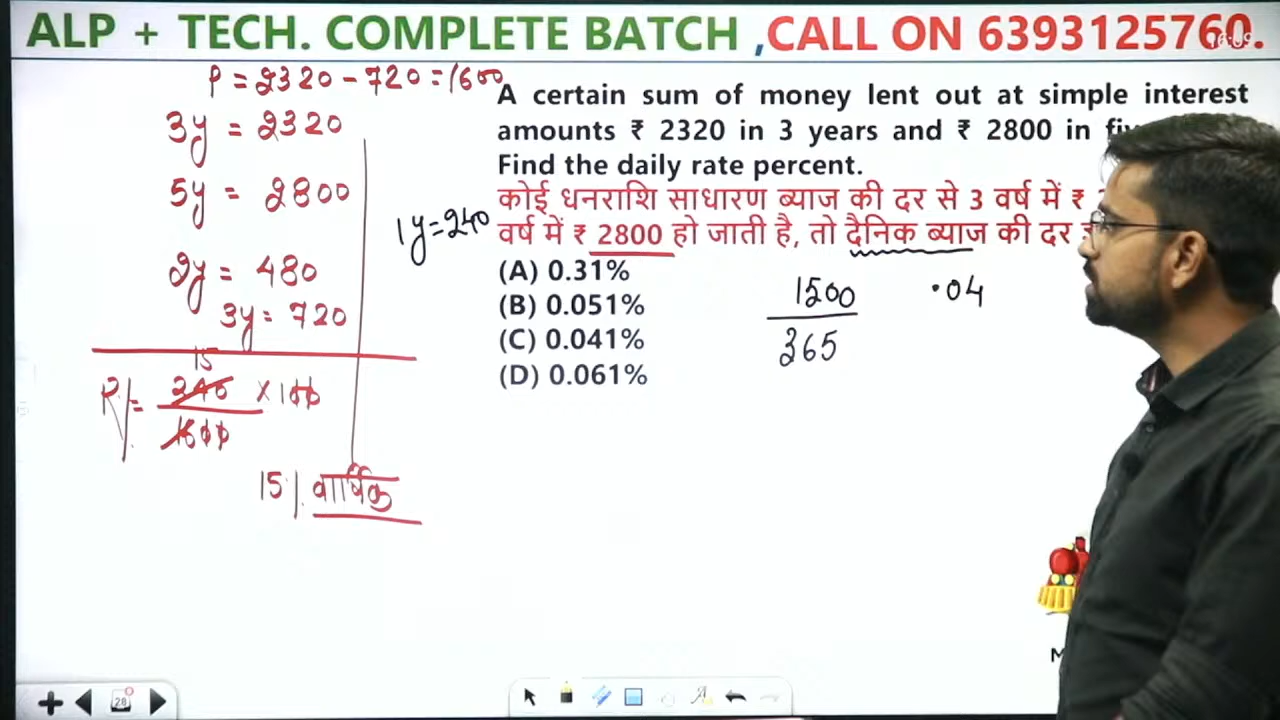 ALP + TECH. COMPLETE BATCH ,CALL ON 6393125760.
P = 2320 - 720 = 1600
3y = 2320
5y = 2800
1y = 240
2y = 480
3y = 720
15
R% = 240 × 100
1600
15% वार्षिक
A certain sum of money lent out at simple interest
amounts ₹ 2320 in 3 years and ₹ 2800 in
Find the daily rate percent.
कोई धनराशि साधारण ब्याज की दर से 3 वर्ष में ₹
वर्ष में ₹ 2800 हो जाती है, तो दैनिक ब्याज की दर
(A) 0.31%
(B) 0.051%
(C) 0.041%
(D) 0.061%
1500
365
.04
28